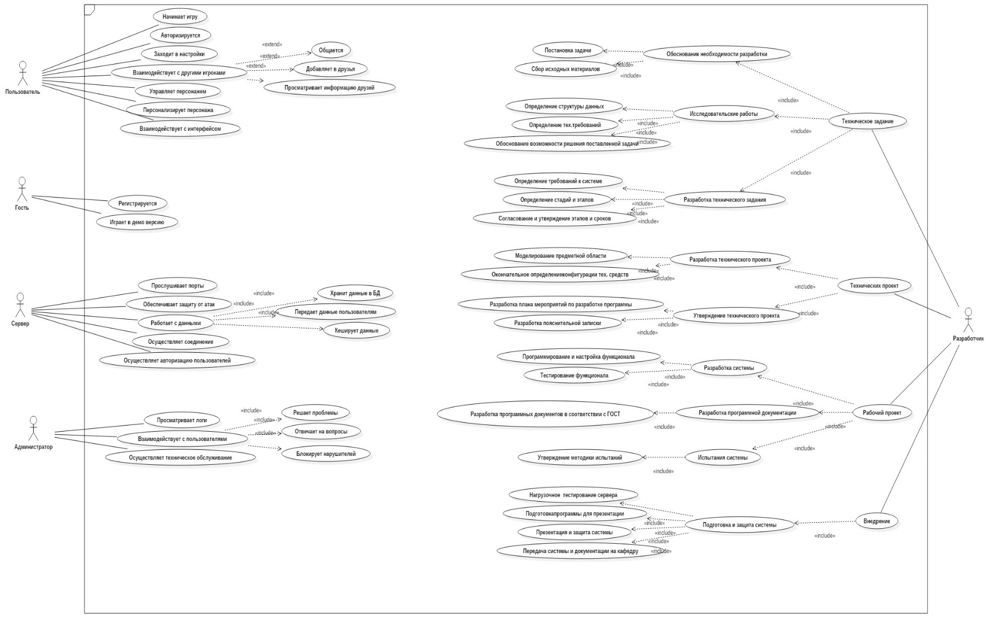 Начинает игру
Авторизируется
Заходит в настройки
Взаимодействует с другими игроками
Управляет персонажем
Персонализирует персонажа
Взаимодействует с интерфейсом
Пользователь
«extend»
«extend»
«extend»
Общается
Добавляет в друзья
Просматривает информацию друзей
Гость
Регистрируется
Играет в демо версию
Сервер
Прослушивает порты
Обеспечивает защиту от атак
Работает с данными
Осуществляет соединение
Осуществляет авторизацию пользователей
«include»
«include»
«include»
Хранит данные в БД
Передает данные пользователям
Кеширует данные
Администратор
Просматривает логи
Взаимодействует с пользователями
Осуществляет техническое обслуживание
«include»
«include»
«include»
Решает проблемы
Отвечает на вопросы
Блокирует нарушителей
Постановка задачи
Сбор исходных материалов
«include»
«include»
Обоснованик необходимости разработки
«include»
Определение структуры данных
Определение тех.требований
Обоснование возможности решения поставленной задачи
«include»
«include»
«include»
Исследовательские работы
«include»
Техническое задание
«include»
Определение требований к системе
Определение стадий и этапов
Согласование и утверждение этапов и сроков
«include»
«include»
«include»
Разработка технического задания
Моделирование предметной области
Окончательное определениеконфигурации тех. средств
«include»
«include»
Разработка технического проекта
«include»
Технических проект
Разработка плана мероприятий по разработке программы
Разработка пояснительной записки
«include»
«include»
Утверждение технического проекта
«include»
Разработчик
Программирование и настройка функционала
Тестирование функционала
«include»
«include»
Разработка системы
«include»
Разработка программных документов в соответствии с ГОСТ
«include»
Разработка программной документации
«include»
Рабочий проект
Утверждение методики испытаний
«include»
Испытания системы
«include»
Нагрузочное тестирование сервера
Подготовкапрограммы для презентации
Презентация и защита системы
Передача системы и документации на кафедру
«include»
«include»
«include»
«include»
Подготовка и защита системы
«include»
Внедрение